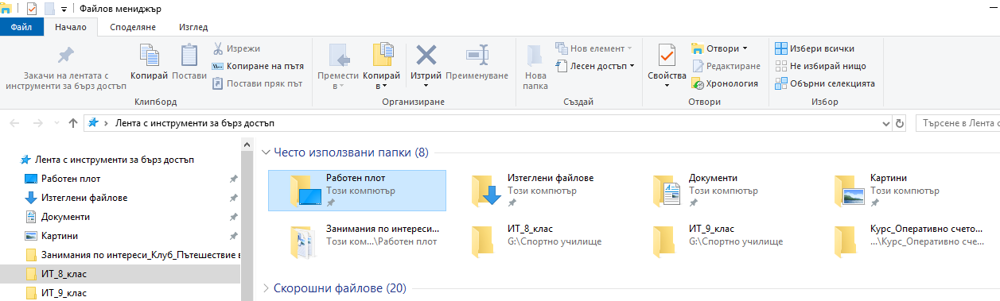 Файлов мениджър
Файл
Начало
Споделяне
Изглед
Закачи на лентата с
инструменти за бърз достъп
Копирай
Постави
Изрежи
Копиране на пътя
Постави пряк път
Клипборд
Премести
в
Копирай
в
Изтрий
Преименуване
Организиране
Нова
папка
Нов елемент
Лесен достъп
Създай
Свойства
Отвори
Редактиране
Хронология
Отвори
Избери всички
Не избирай нищо
Обърни селекцията
Избор
Лента с инструменти за бърз достъп
Търсене в Лента с
Лента с инструменти за бърз достъп
Работен плот
Изтеглени файлове
Документи
Картини
Занимания по интереси_Клуб_Пътешествие в
ИТ_8_клас
ИТ_9_клас
Често използвани папки (8)
Работен плот
Този компютър
Изтеглени файлове
Този компютър
Документи
Този компютър
Картини
Този компютър
Занимания по интереси...
Този ком...\Работен плот
ИТ_8_клас
G:\Спортно училище
ИТ_9_клас
G:\Спортно училище
Курс_Оперативно счето...
...\Курс_Оперативно сче...
Скорошни файлове (20)